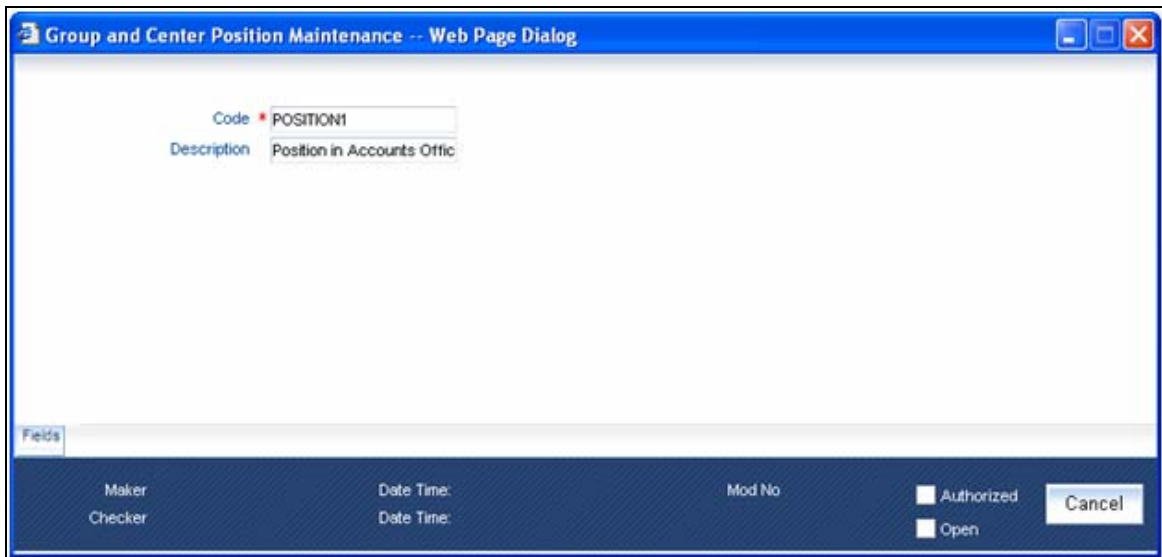 Group and Center Position Maintenance -- Web Page Dialog
Code * POSITION1
Description Position in Accounts Offic
Fields
Maker Date Time: Mod No Authorized Cancel
Checker Date Time: Open